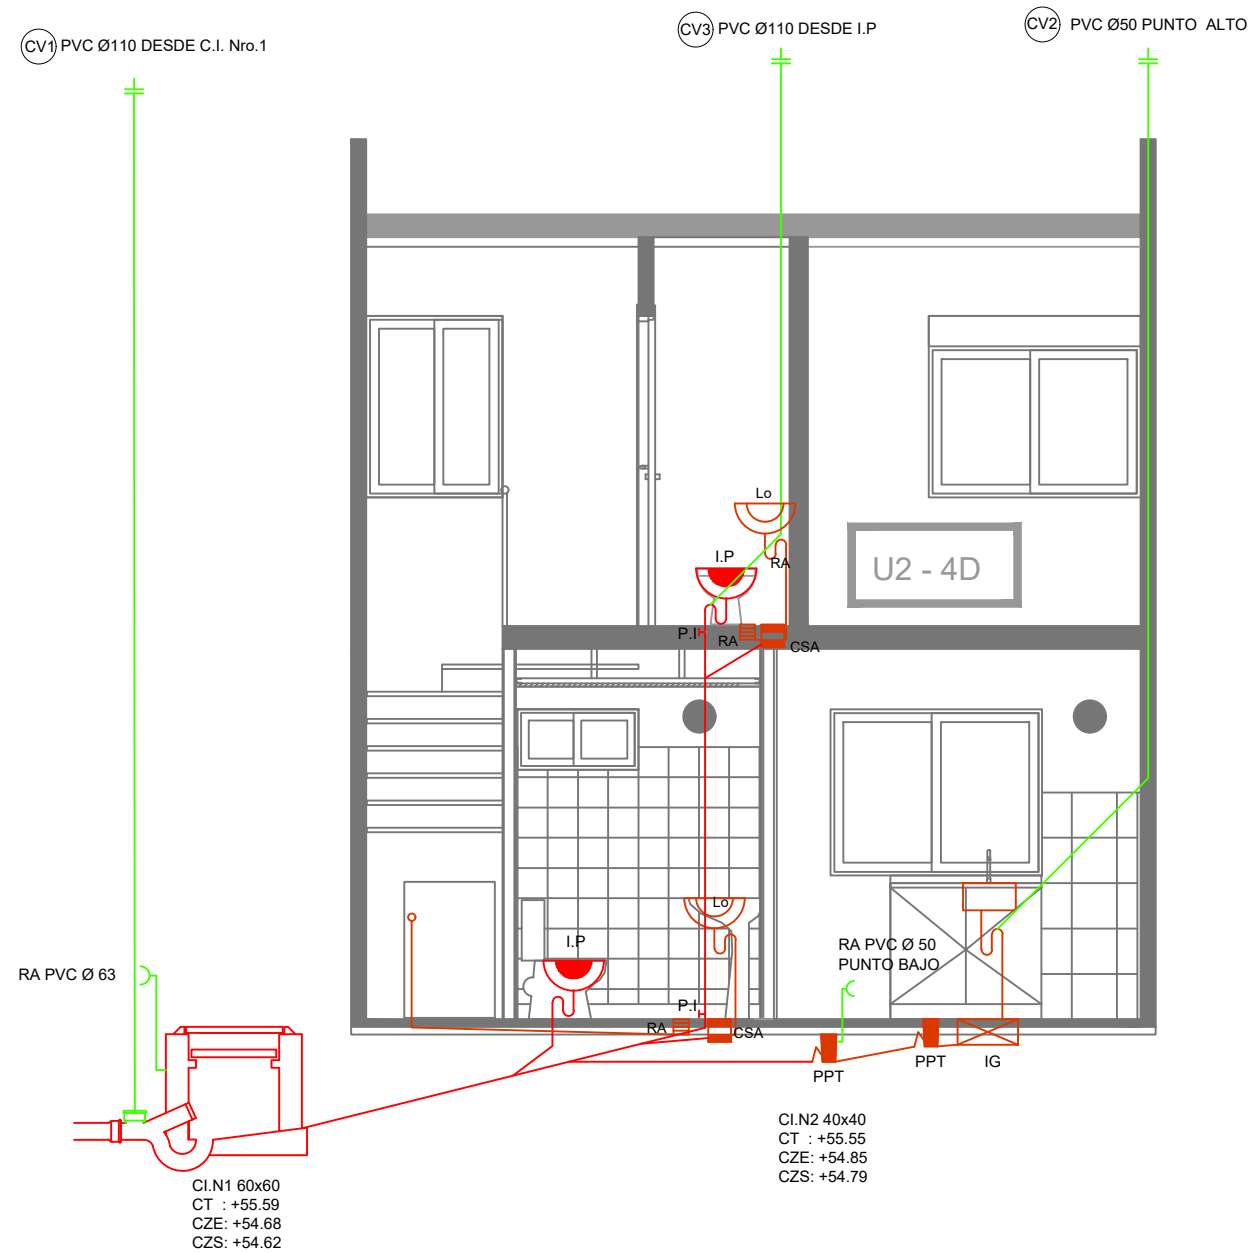 CV1 PVC Ø110 DESDE C.I. Nro.1
CV3 PVC Ø110 DESDE I.P
CV2 PVC Ø50 PUNTO ALTO
Lo
I.P
RA
U2 - 4D
P.I
RA
CSA
Lo
I.P
RA PVC Ø 50
PUNTO BAJO
RA PVC Ø 63
P.I
RA
CSA
PPT
PPT
IG
CI.N2 40x40
CT : +55.55
CZE: +54.85
CZS: +54.79
CI.N1 60x60
CT : +55.59
CZE: +54.68
CZS: +54.62